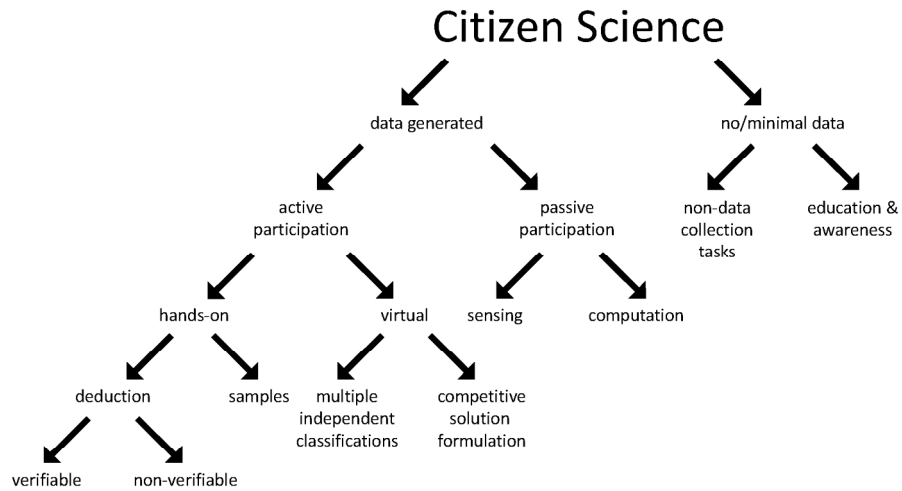 Citizen Science
data generated
no/minimal data
active
participation
passive
participation
non-data
collection
tasks
education &
awareness
hands-on
virtual
sensing
computation
deduction
samples
multiple
independent
classifications
competitive
solution
formulation
verifiable
non-verifiable